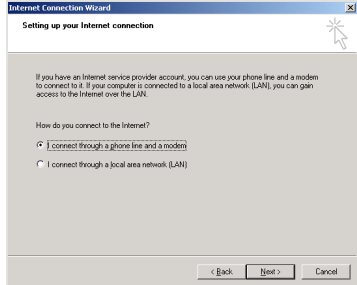 Internet Connection Wizard
Setting up your Internet connection
If you have an Internet service provider account, you can use your phone line and a modem
to connect to it. If your computer is connected to a local area network (LAN), you can gain
access to the Internet over the LAN.
How do you connect to the Internet?
I connect through a phone line and a modem
I connect through a local area network (LAN)
< Back Next > Cancel